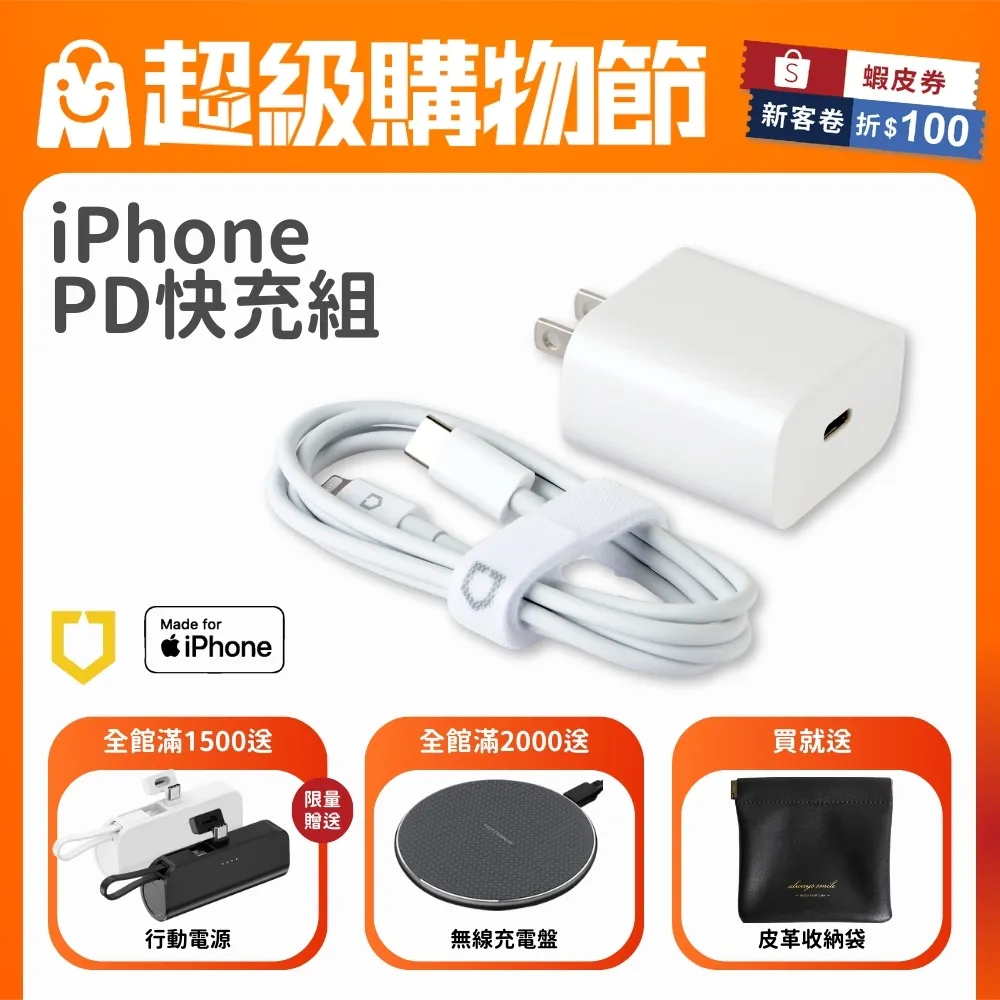 超級購物節
S
蝦皮券
新客卷 折$100
iPhone
PD快充組
Made for
iPhone
全館滿1500送
限量
贈送
行動電源
全館滿2000送
無線充電盤
買就送
always smile
皮革收納袋